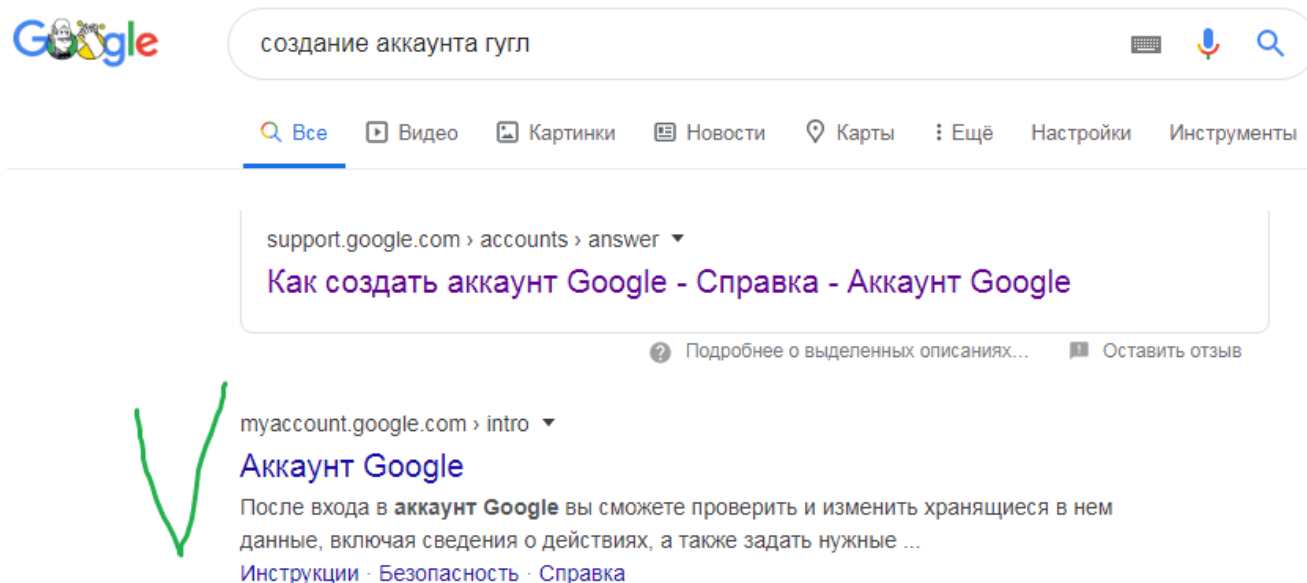 Google
создание аккаунта гугл
Все Видео Картинки Новости Карты Ещё Настройки Инструменты
support.google.com › accounts › answer
Как создать аккаунт Google - Справка - Аккаунт Google
Подробнее о выделенных описаниях... Оставить отзыв
myaccount.google.com › intro
Аккаунт Google
После входа в аккаунт Google вы сможете проверить и изменить хранящиеся в нем
данные, включая сведения о действиях, а также задать нужные ...
Инструкции · Безопасность · Справка